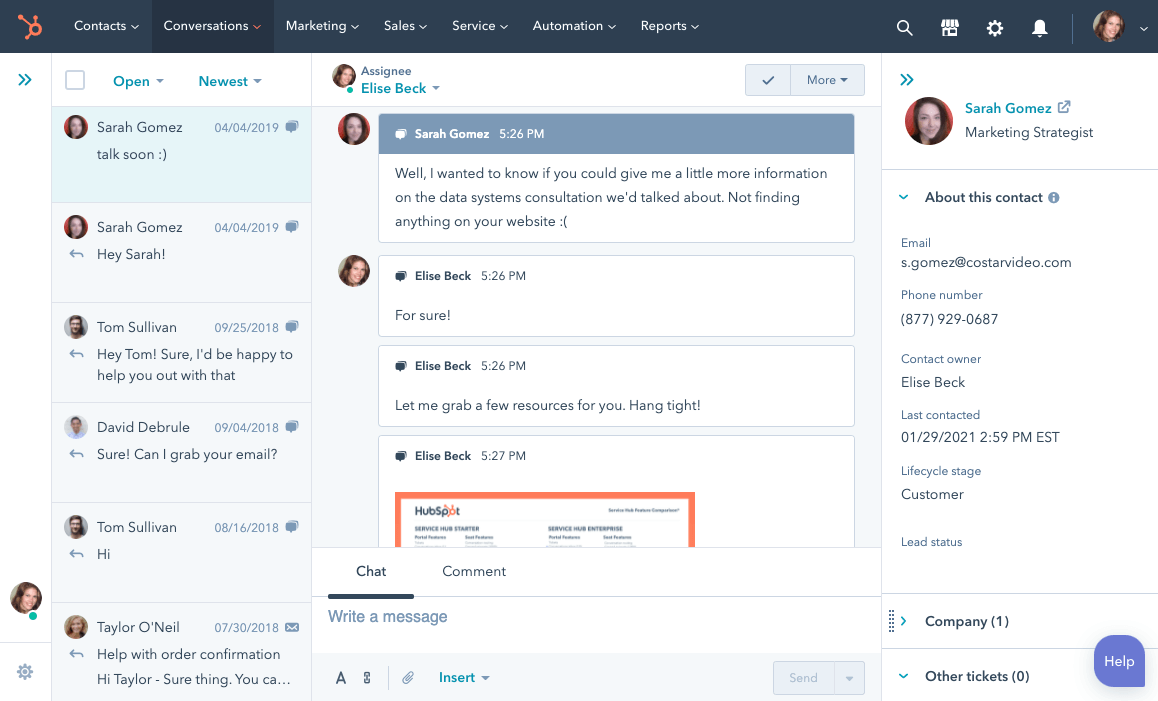 Contacts
Conversations
Marketing
Sales
Service
Automation
Reports
Open
Newest
Sarah Gomez 04/04/2019
talk soon :)
Sarah Gomez 04/04/2019
Hey Sarah!
Tom Sullivan 09/25/2018
Hey Tom! Sure, I'd be happy to
help you out with that
David Debrule 09/04/2018
Sure! Can I grab your email?
Tom Sullivan 08/16/2018
Hi
Taylor O'Neil 07/30/2018
Help with order confirmation
Hi Taylor - Sure thing. You ca…
Assignee
Elise Beck
More
Sarah Gomez 5:26 PM
Well, I wanted to know if you could give me a little more information
on the data systems consultation we'd talked about. Not finding
anything on your website :(
Elise Beck 5:26 PM
For sure!
Elise Beck 5:26 PM
Let me grab a few resources for you. Hang tight!
Elise Beck 5:27 PM
HubSpot
Service Hub Feature Comparison
SERVICE HUB STARTER SERVICE HUB ENTERPRISE
Portal Features Seat Features Portal Features Seat Features
Chat
Comment
Write a message
A
Insert
Send
Sarah Gomez
Marketing Strategist
About this contact
Email
s.gomez@costarvideo.com
Phone number
(877) 929-0687
Contact owner
Elise Beck
Last contacted
01/29/2021 2:59 PM EST
Lifecycle stage
Customer
Lead status
Company (1)
Other tickets (0)
Help